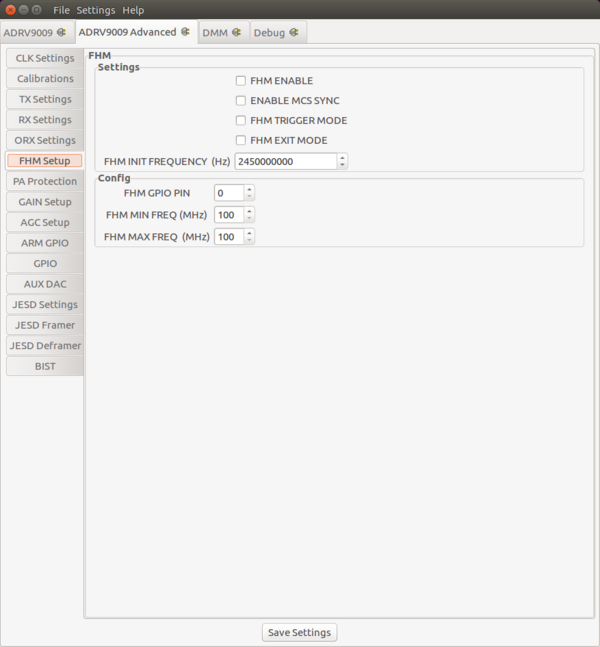 File Settings Help
ADRV9009 ADRV9009 Advanced DMM Debug
CLK Settings
Calibrations
TX Settings
RX Settings
ORX Settings
FHM Setup
PA Protection
GAIN Setup
AGC Setup
ARM GPIO
GPIO
AUX DAC
JESD Settings
JESD Framer
JESD Deframer
BIST
FHM
Settings
FHM ENABLE
ENABLE MCS SYNC
FHM TRIGGER MODE
FHM EXIT MODE
FHM INIT FREQUENCY (Hz) 2450000000
Config
FHM GPIO PIN 0
FHM MIN FREQ (MHz) 100
FHM MAX FREQ (MHz) 100
Save Settings